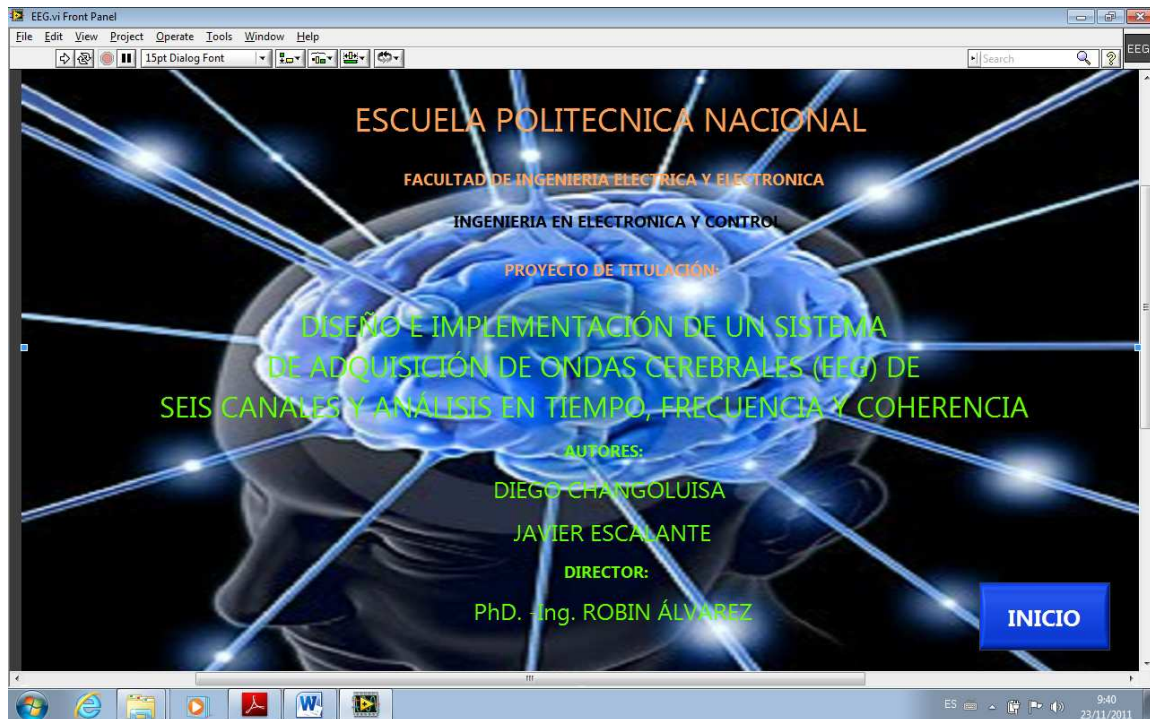 EEG.vi Front Panel
File Edit View Project Operate Tools Window Help
15pt Dialog Font
Search
EEG
ESCUELA POLITECNICA NACIONAL
FACULTAD DE INGENIERIA ELECTRICA Y ELECTRONICA
INGENIERIA EN ELECTRONICA Y CONTROL
PROYECTO DE TITULACIÓN:
DISEÑO E IMPLEMENTACIÓN DE UN SISTEMA
DE ADQUISICIÓN DE ONDAS CEREBRALES (EEG) DE
SEIS CANALES Y ANÁLISIS EN TIEMPO, FRECUENCIA Y COHERENCIA
AUTORES:
DIEGO CHANGOLUISA
JAVIER ESCALANTE
DIRECTOR:
PhD. -Ing. ROBIN ÁLVAREZ
INICIO
ES
9:40
23/11/2011